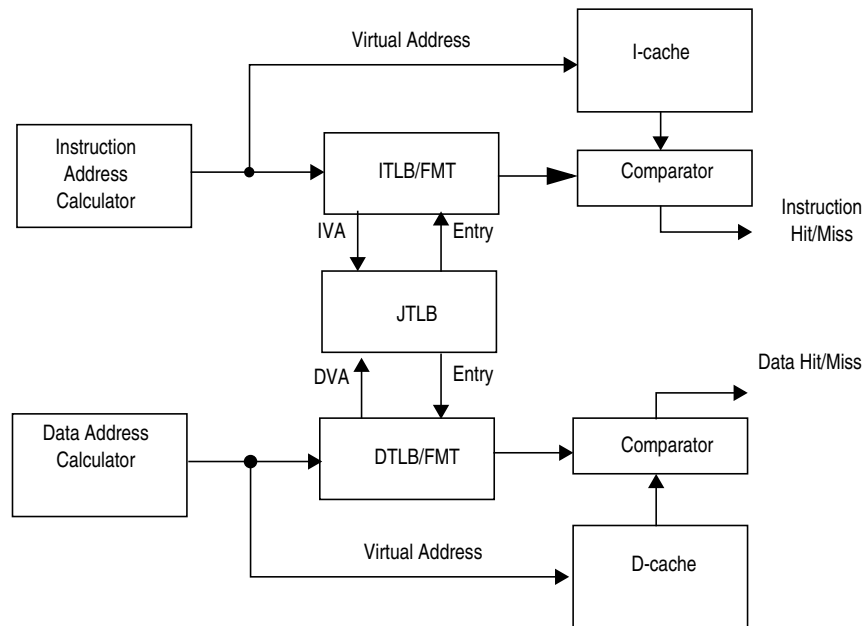 Virtual Address
I-cache
Instruction
Address
Calculator
ITLB/FMT
Comparator
IVA
Entry
Instruction
Hit/Miss
JTLB
DVA
Entry
Data Hit/Miss
Data Address
Calculator
DTLB/FMT
Comparator
Virtual Address
D-cache